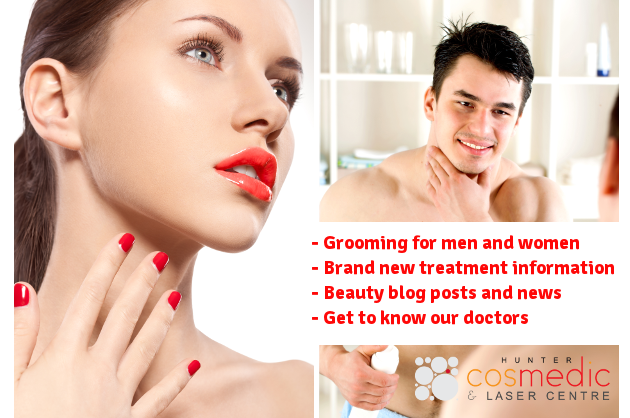 - Grooming for men and women
- Brand new treatment information
- Beauty blog posts and news
- Get to know our doctors
HUNTER
cosmedic
& LASER CENTRE